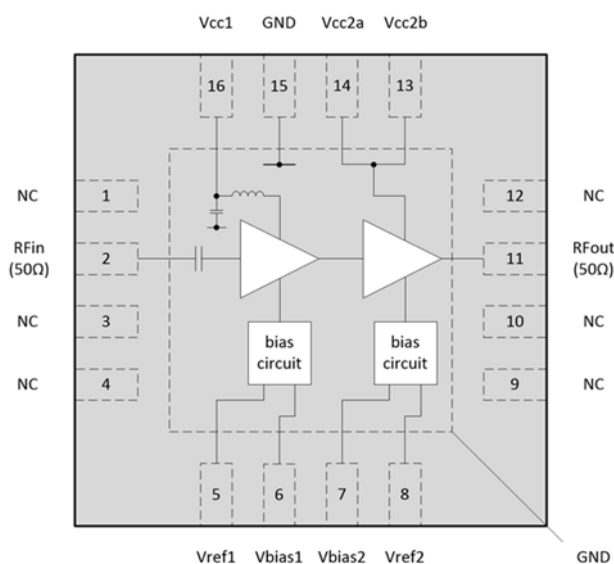 Vcc1 GND Vcc2a Vcc2b
16 15 14 13
NC 1 12 NC
RFin
(50Ω)
2 11
RFout
(50Ω)
NC 3 10 NC
NC 4 9 NC
bias
circuit
bias
circuit
5 6 7 8
Vref1 Vbias1 Vbias2 Vref2
GND